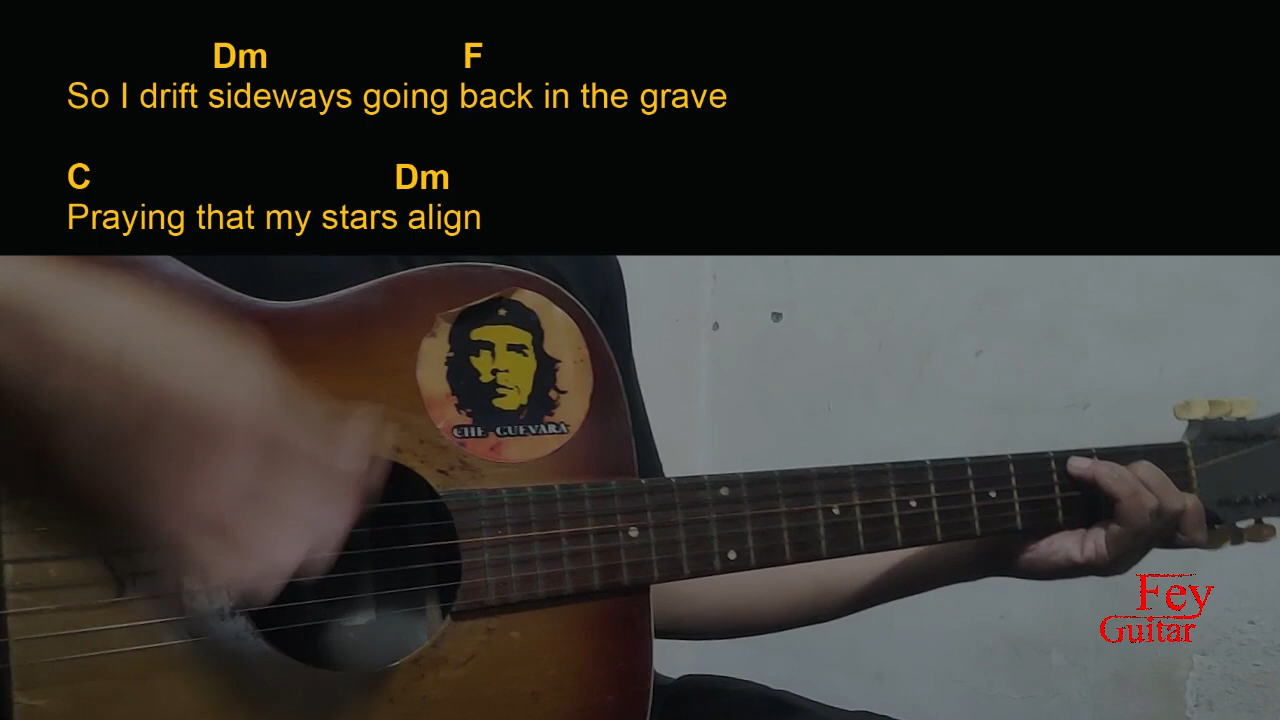 Dm F
So I drift sideways going back in the grave
C Dm
Praying that my stars align
CHE - GUEVARA
Fey
Guitar